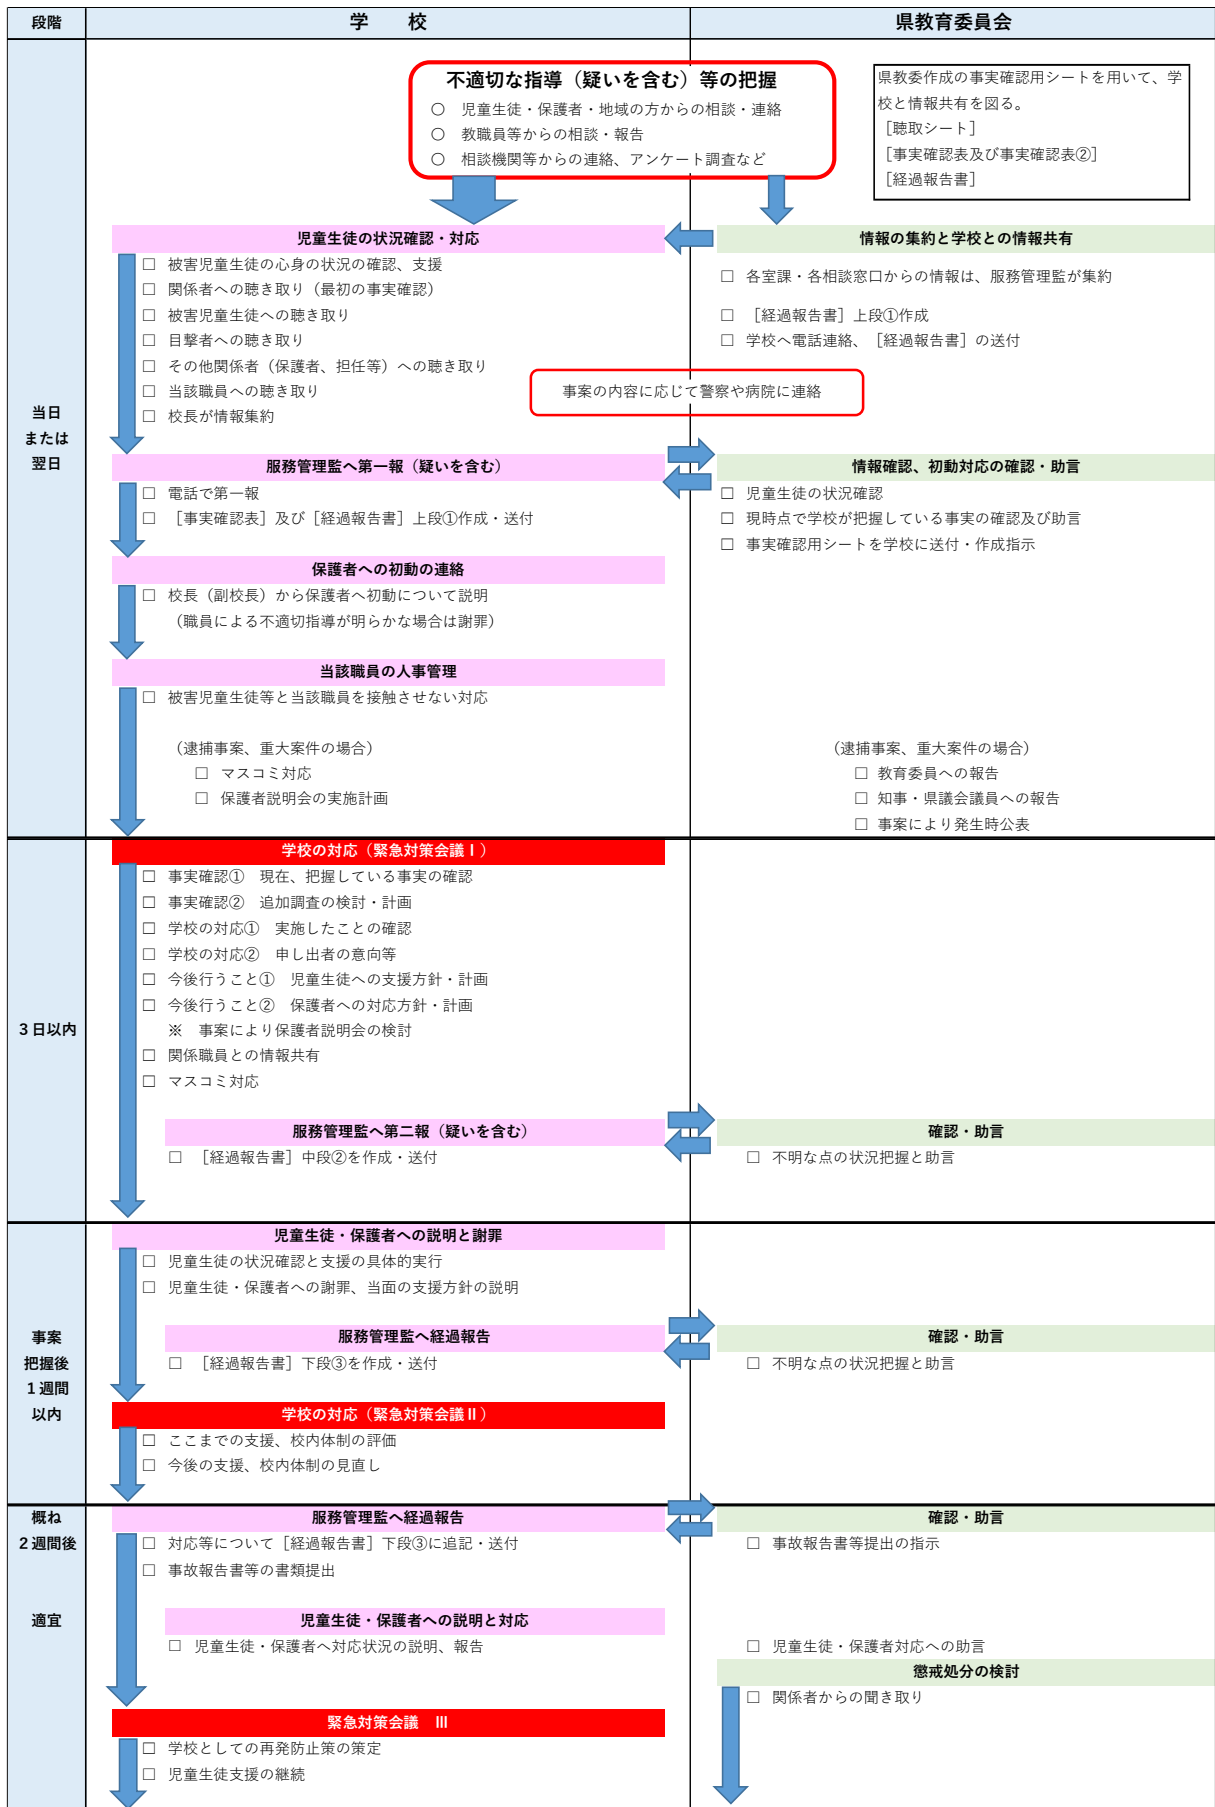 段階
学　校
県教育委員会
不適切な指導（疑いを含む）等の把握
○ 児童生徒・保護者・地域の方からの相談・連絡
○ 教職員等からの相談・報告
○ 相談機関等からの連絡、アンケート調査など
県教委作成の事実確認用シートを用いて、学
校と情報共有を図る。
［聴取シート］
［事実確認表及び事実確認表②］
［経過報告書］
当日
または
翌日
児童生徒の状況確認・対応
□ 被害児童生徒の心身の状況の確認、支援
□ 関係者への聴き取り（最初の事実確認）
□ 被害児童生徒への聴き取り
□ 目撃者への聴き取り
□ その他関係者（保護者、担任等）への聴き取り
□ 当該職員への聴き取り
□ 校長が情報集約
情報の集約と学校との情報共有
□ 各室課・各相談窓口からの情報は、服務管理監が集約
□ ［経過報告書］上段①作成
□ 学校へ電話連絡、［経過報告書］の送付
事案の内容に応じて警察や病院に連絡
服務管理監へ第一報（疑いを含む）
□ 電話で第一報
□ ［事実確認表］及び［経過報告書］上段①作成・送付
情報確認、初動対応の確認・助言
□ 児童生徒の状況確認
□ 現時点で学校が把握している事実の確認及び助言
□ 事実確認用シートを学校に送付・作成指示
保護者への初動の連絡
□ 校長（副校長）から保護者へ初動について説明
（職員による不適切指導が明らかな場合は謝罪）
当該職員の人事管理
□ 被害児童生徒等と当該職員を接触させない対応
（逮捕事案、重大案件の場合）
□ マスコミ対応
□ 保護者説明会の実施計画
（逮捕事案、重大案件の場合）
□ 教育委員への報告
□ 知事・県議会議員への報告
□ 事案により発生時公表
３日以内
学校の対応（緊急対策会議Ⅰ）
□ 事実確認①　現在、把握している事実の確認
□ 事実確認②　追加調査の検討・計画
□ 学校の対応①　実施したことの確認
□ 学校の対応②　申し出者の意向等
□ 今後行うこと①　児童生徒への支援方針・計画
□ 今後行うこと②　保護者への対応方針・計画
※　事案により保護者説明会の検討
□ 関係職員との情報共有
□ マスコミ対応
服務管理監へ第二報（疑いを含む）
□ ［経過報告書］中段②を作成・送付
確認・助言
□ 不明な点の状況把握と助言
事案
把握後
１週間
以内
児童生徒・保護者への説明と謝罪
□ 児童生徒の状況確認と支援の具体的実行
□ 児童生徒・保護者への謝罪、当面の支援方針の説明
服務管理監へ経過報告
□ ［経過報告書］下段③を作成・送付
確認・助言
□ 不明な点の状況把握と助言
学校の対応（緊急対策会議Ⅱ）
□ ここまでの支援、校内体制の評価
□ 今後の支援、校内体制の見直し
概ね
２週間後
適宜
服務管理監へ経過報告
□ 対応等について［経過報告書］下段③に追記・送付
□ 事故報告書等の書類提出
確認・助言
□ 事故報告書等提出の指示
児童生徒・保護者への説明と対応
□ 児童生徒・保護者へ対応状況の説明、報告
□ 児童生徒・保護者対応への助言
懲戒処分の検討
□ 関係者からの聞き取り
緊急対策会議　Ⅲ
□ 学校としての再発防止策の策定
□ 児童生徒支援の継続